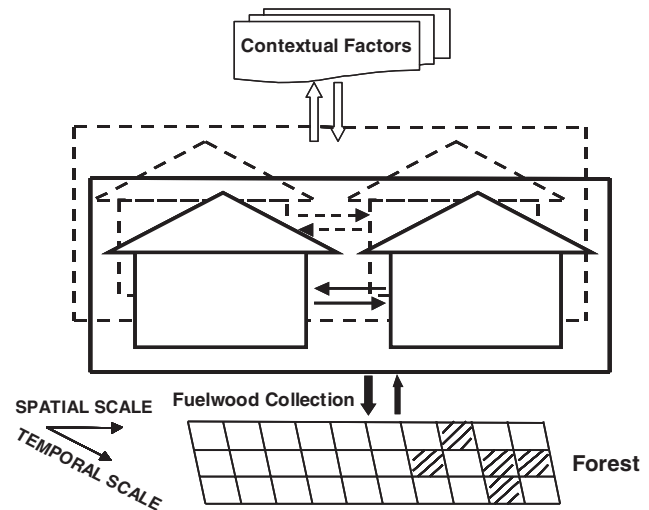 Contextual Factors
Fuelwood Collection
SPATIAL SCALE
TEMPORAL SCALE
Forest